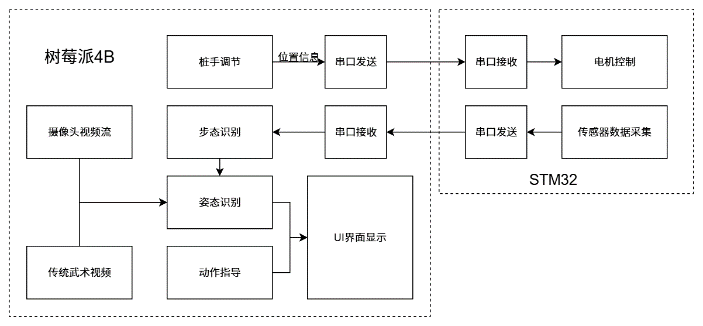 树莓派4B
桩手调节
位置信息
串口发送
串口接收
电机控制
摄像头视频流
步态识别
串口接收
串口发送
传感器数据采集
STM32
姿态识别
UI界面显示
传统武术视频
动作指导